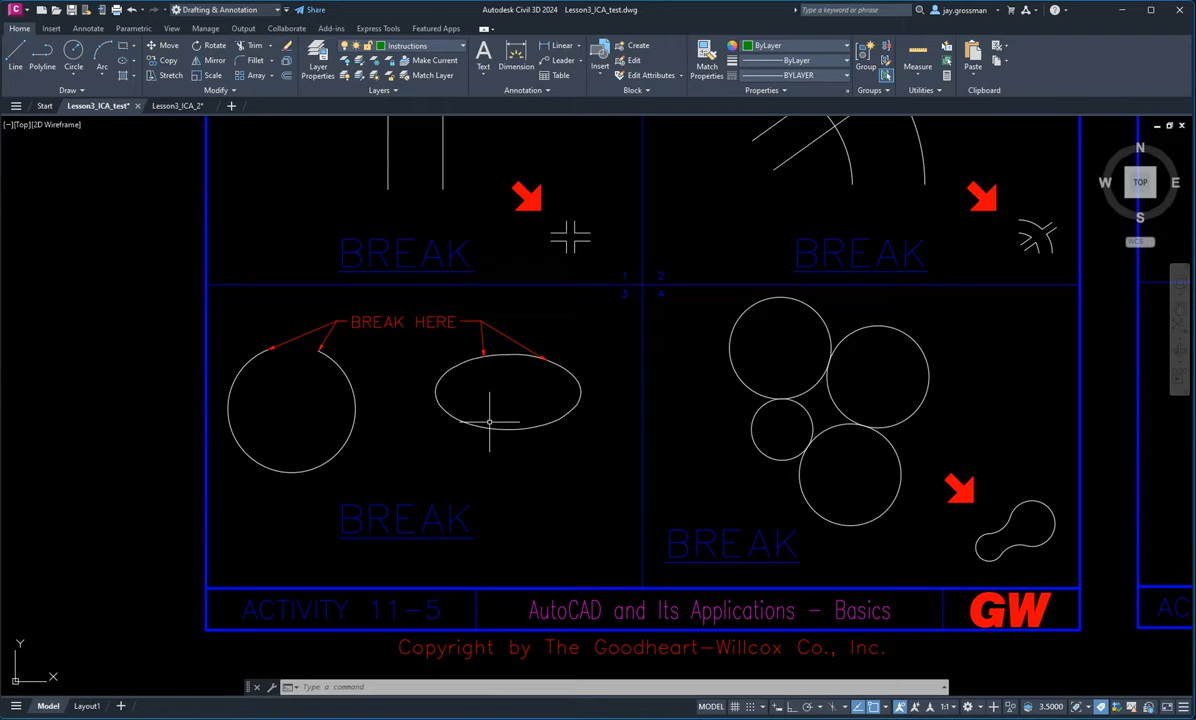 Drafting & Annotation
Share
Autodesk Civil 3D 2024 Lesson3_ICA_test.dwg
Type a keyword or phrase
jay.grossman
Home Insert Annotate Parametric View Manage Output Collaborate Add-ins Express Tools Featured Apps
Line Polyline Circle Arc
Move Rotate Trim
Copy Mirror Fillet
Stretch Scale Array
Draw Modify
Layer Properties
Instructions
Make Current
Match Layer
Layers
Text Dimension
Linear
Leader
Table
Annotation
Insert
Create
Edit
Edit Attributes
Block
Match Properties
ByLayer
ByLayer
BYLAYER
Properties
Group
Groups
Measure
Utilities
Paste
Clipboard
Start Lesson3_ICA_test* Lesson3_ICA_2*
[−][Top][2D Wireframe]
N
W TOP E
S
WCS
BREAK BREAK
1 2
3 4
BREAK HERE
BREAK
BREAK
ACTIVITY 11-5 AutoCAD and Its Applications - Basics GW
AC
Copyright by The Goodheart-Willcox Co., Inc.
Y
X
Type a command
Model Layout1
MODEL 1:1 3.5000